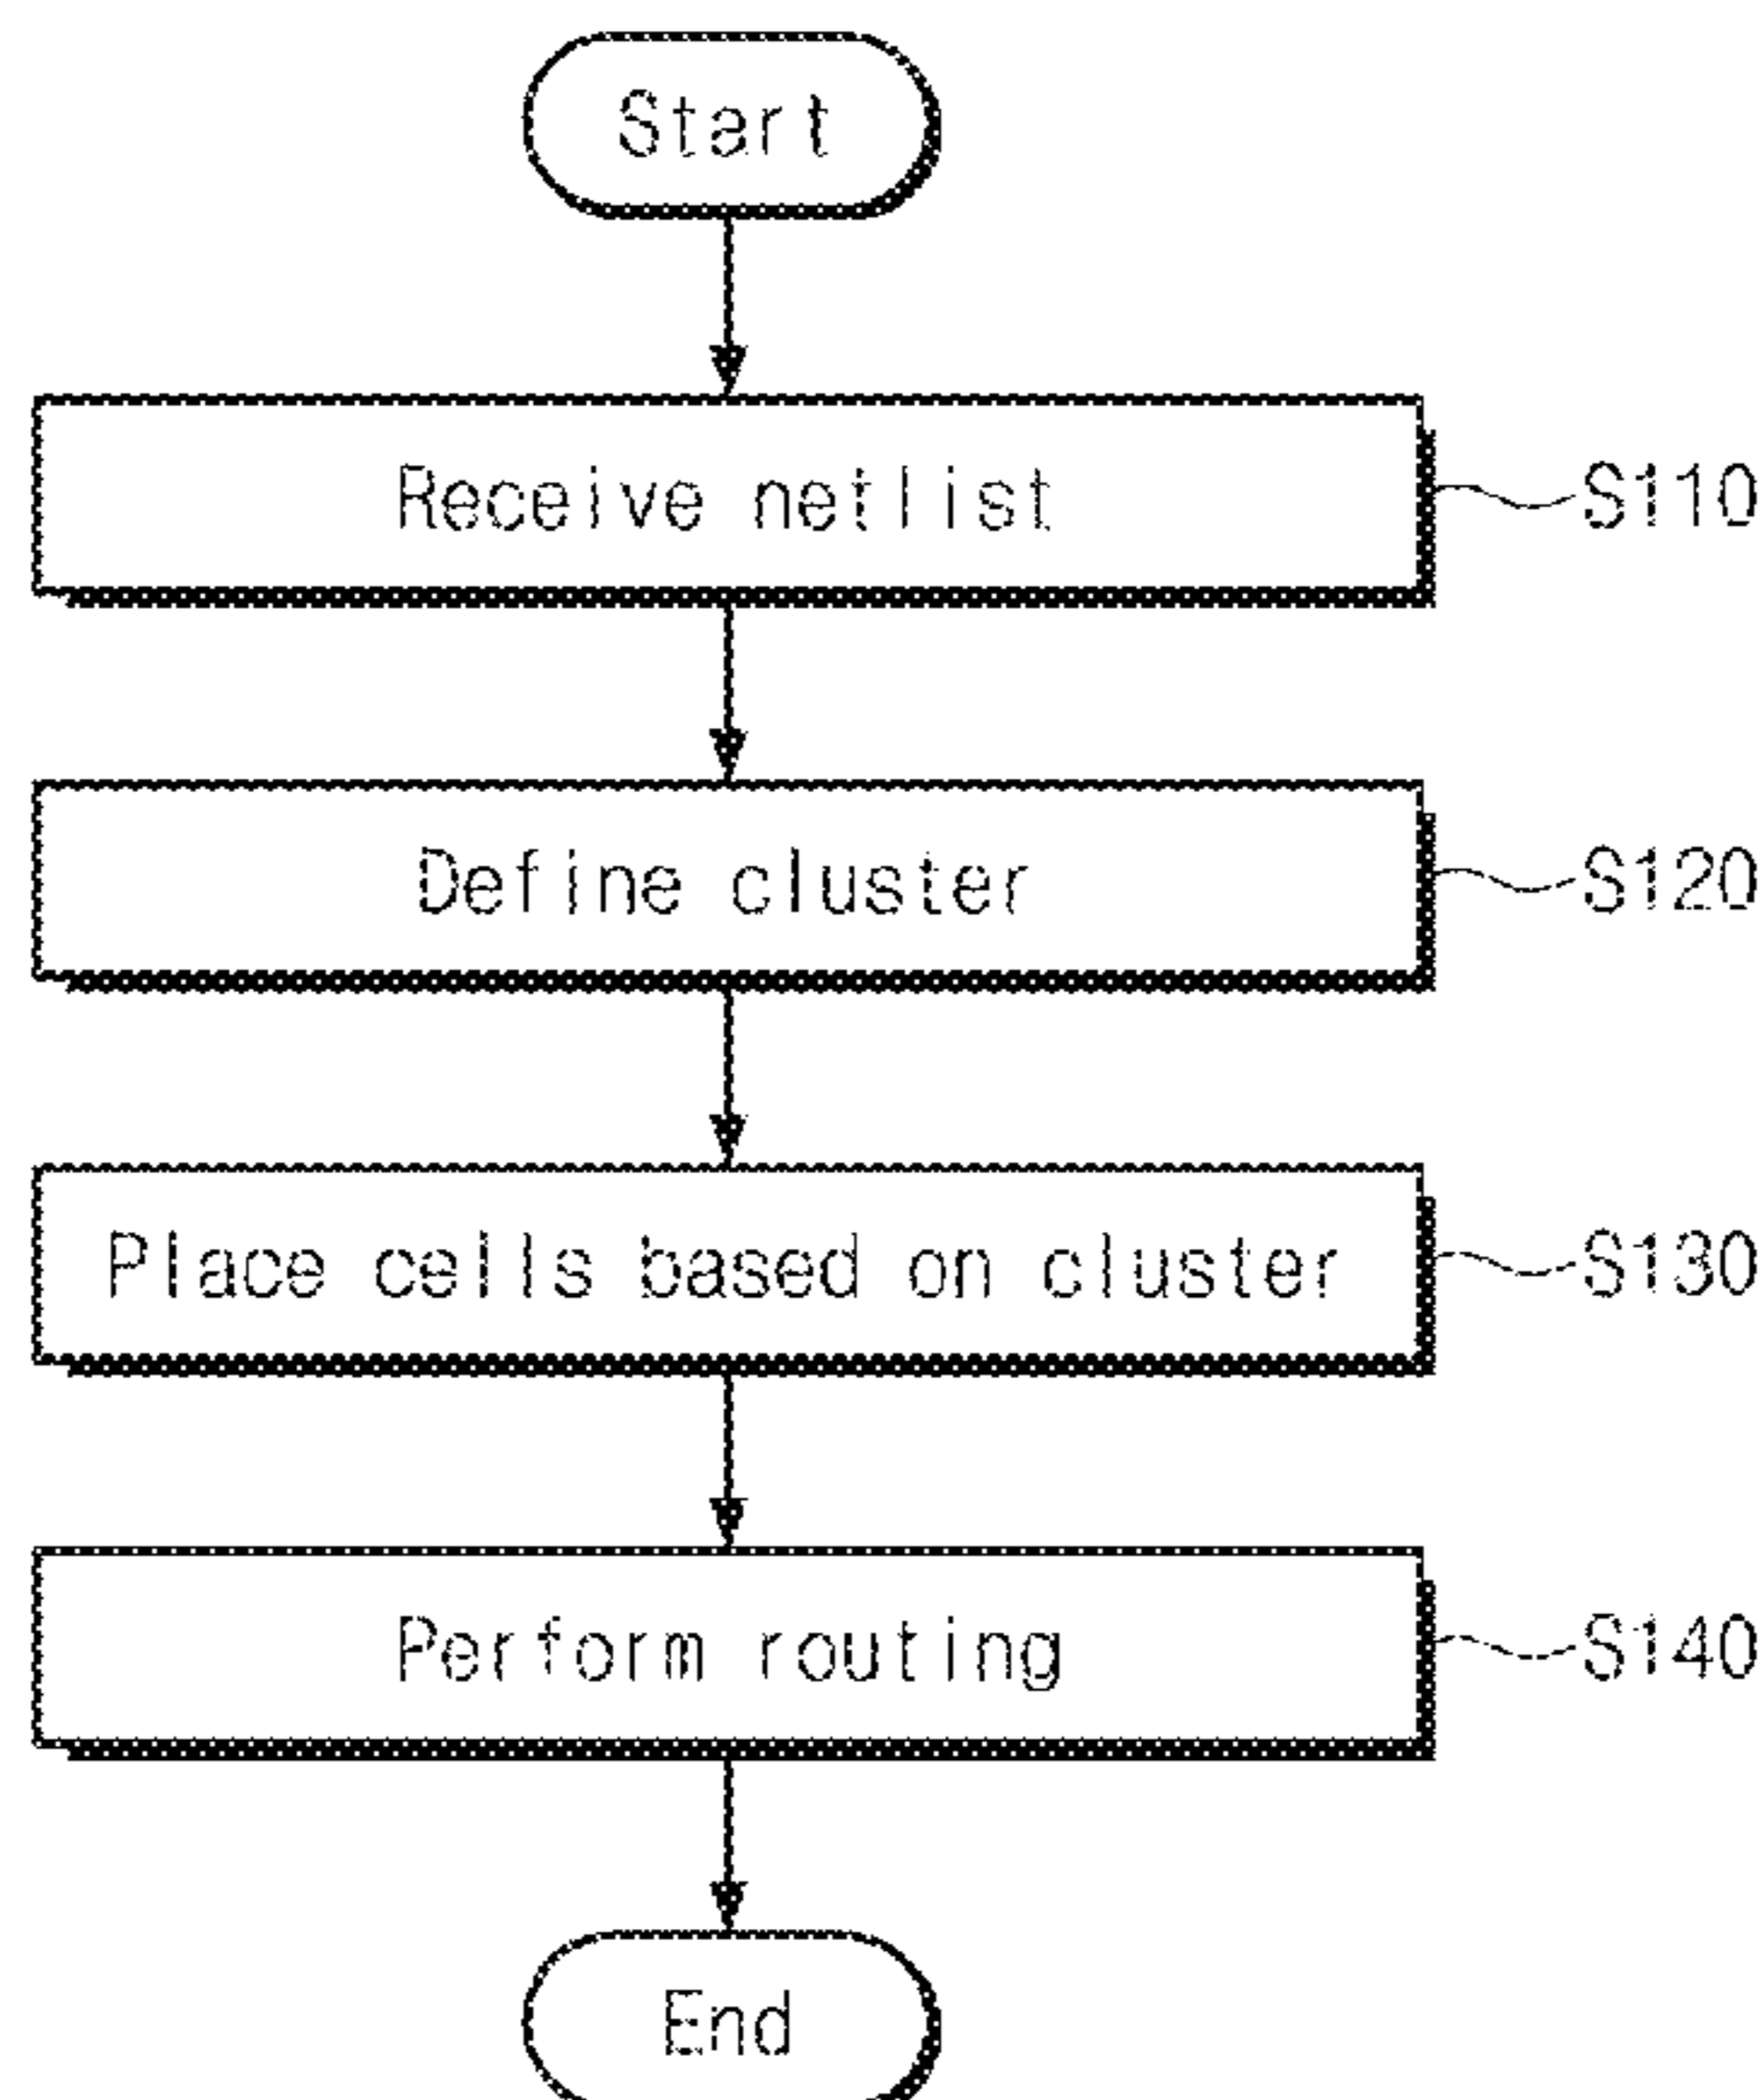 Start
Receive netlist
S110
Define cluster
S120
Place cells based on cluster
S130
Perform routing
S140
End